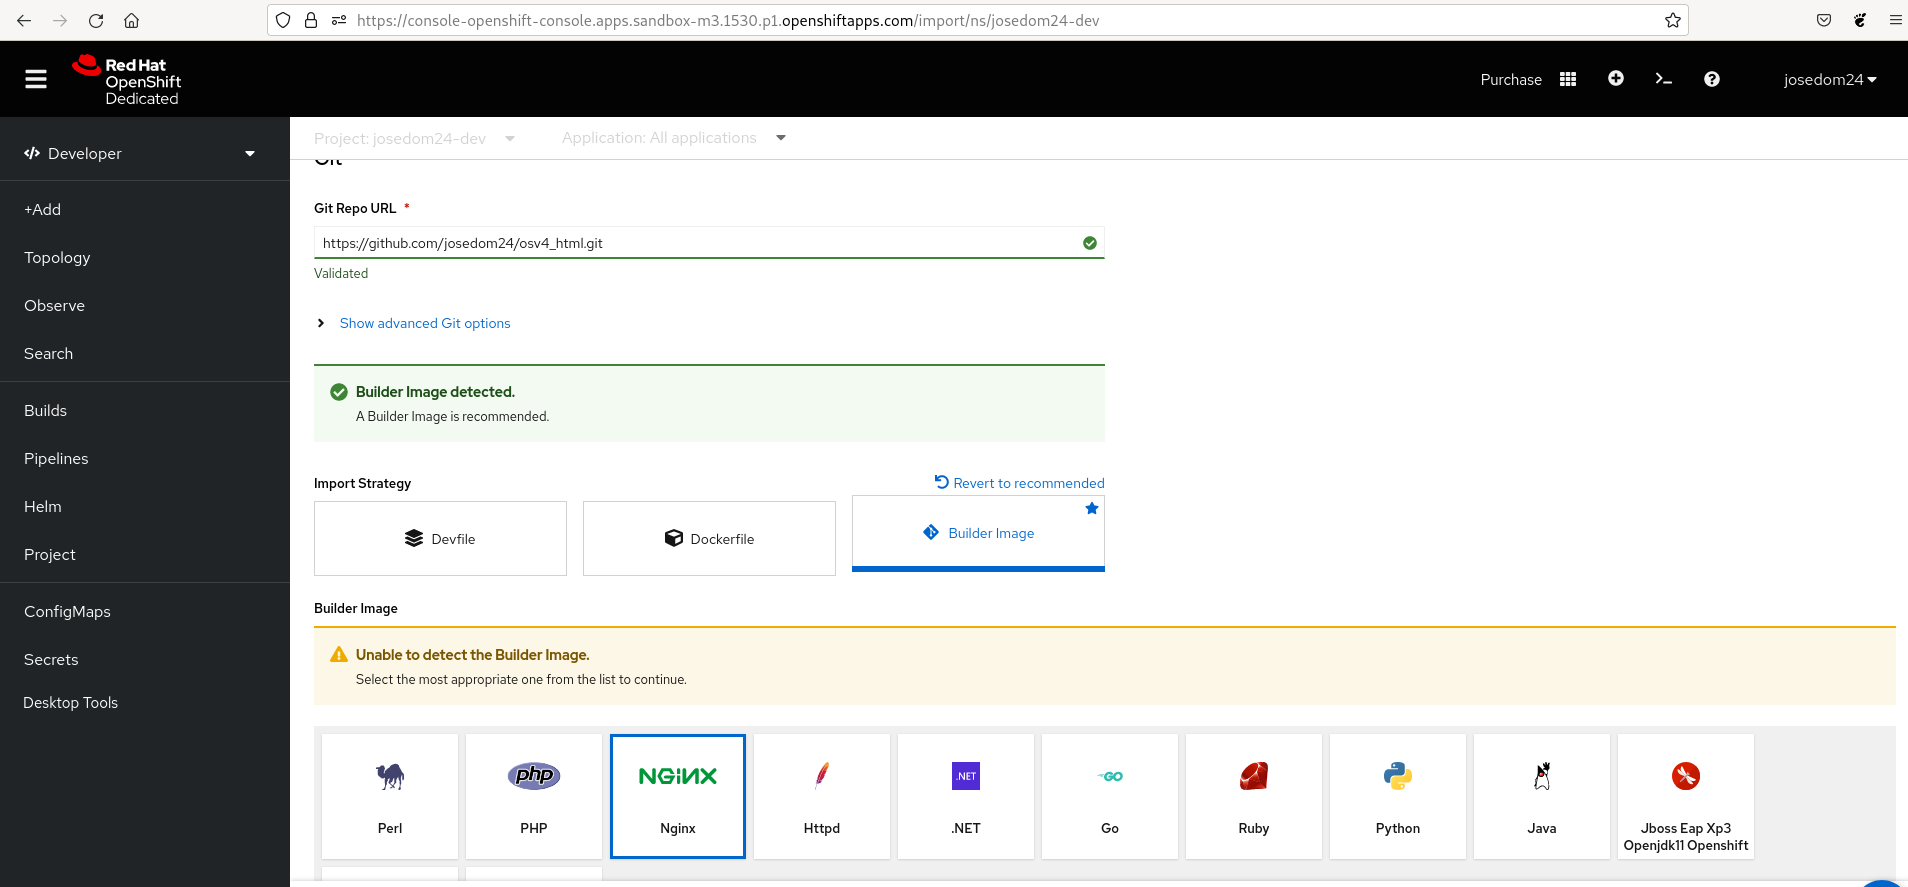 https://console-openshift-console.apps.sandbox-m3.1530.p1.openshiftapps.com/import/ns/josedom24-dev
Red Hat
OpenShift
Dedicated
Purchase
josedom24
Developer
+Add
Topology
Observe
Search
Builds
Pipelines
Helm
Project
ConfigMaps
Secrets
Desktop Tools
Project: josedom24-dev
Application: All applications
Git
Git Repo URL *
https://github.com/josedom24/osv4_html.git
Validated
Show advanced Git options
Builder Image detected.
A Builder Image is recommended.
Import Strategy
Revert to recommended
Devfile
Dockerfile
Builder Image
Builder Image
Unable to detect the Builder Image.
Select the most appropriate one from the list to continue.
Perl
php
PHP
NGINX
Nginx
Httpd
.NET
.NET
GO
Go
Ruby
Python
Java
Jboss Eap Xp3
Openjdk11 Openshift